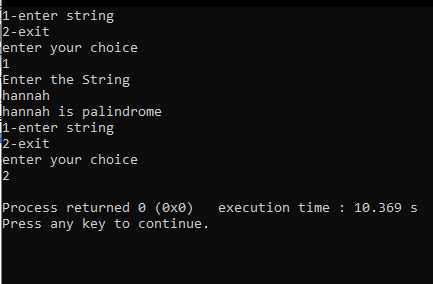 1-enter string
2-exit
enter your choice
1
Enter the String
hannah
hannah is palindrome
1-enter string
2-exit
enter your choice
2
Process returned 0 (0x0)   execution time : 10.369 s
Press any key to continue.